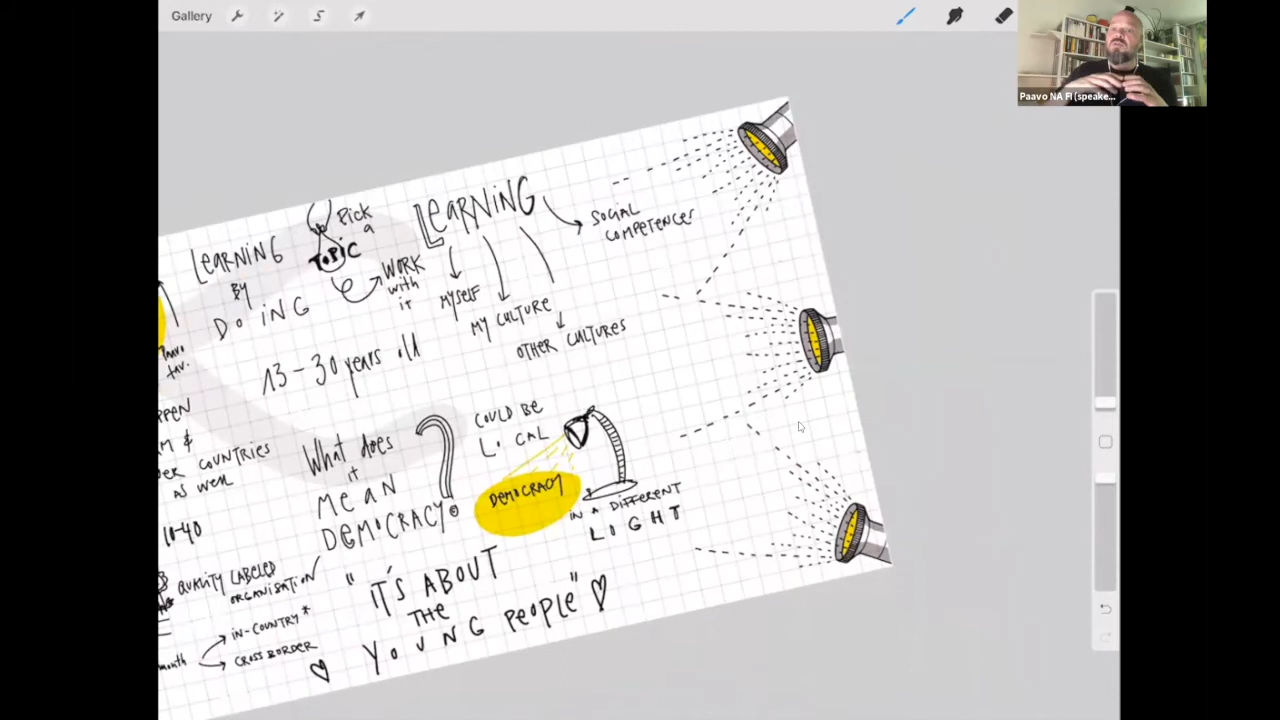 Gallery
Paavo NA FI (speake...
LEARNING
BY
DOING
Pick
a
TOPIC
WORK
with
it
LEARNING
SOCIAL
COMPETENCES
MYSELF
MY CULTURE
OTHER CULTURES
13-30 years old
COUNTRIES
as well
10-40
What does
it
MEAN
DEMOCRACY?
COULD BE
LOCAL
DEMOCRACY
IN A DIFFERENT
LIGHT
QUALITY LABELED
ORGANISATION
IN-COUNTRY*
month
CROSS BORDER
"IT'S ABOUT
THE
YOUNG PEOPLE"